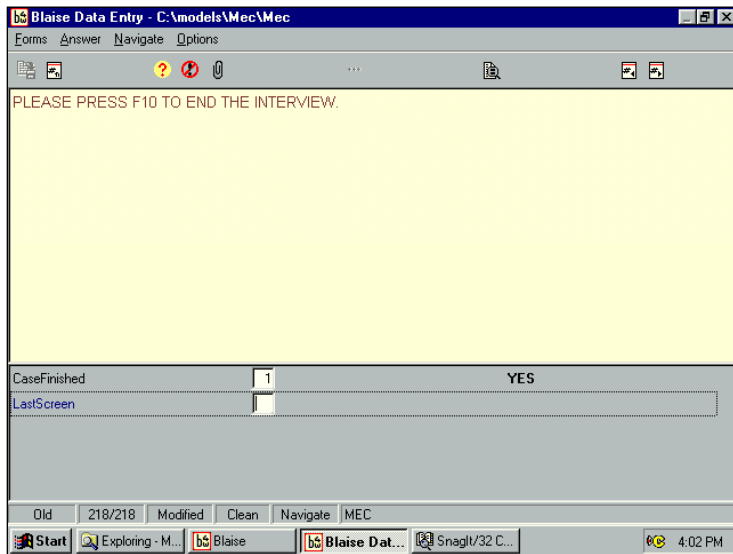 Blaise Data Entry - C:\models\Mec\Mec
Forms Answer Navigate Options
PLEASE PRESS F10 TO END THE INTERVIEW.
CaseFinished 1 YES
LastScreen
Old 218/218 Modified Clean Navigate MEC
Start Exploring - M... Blaise Blaise Dat... SnagIt/32 C... 4:02 PM